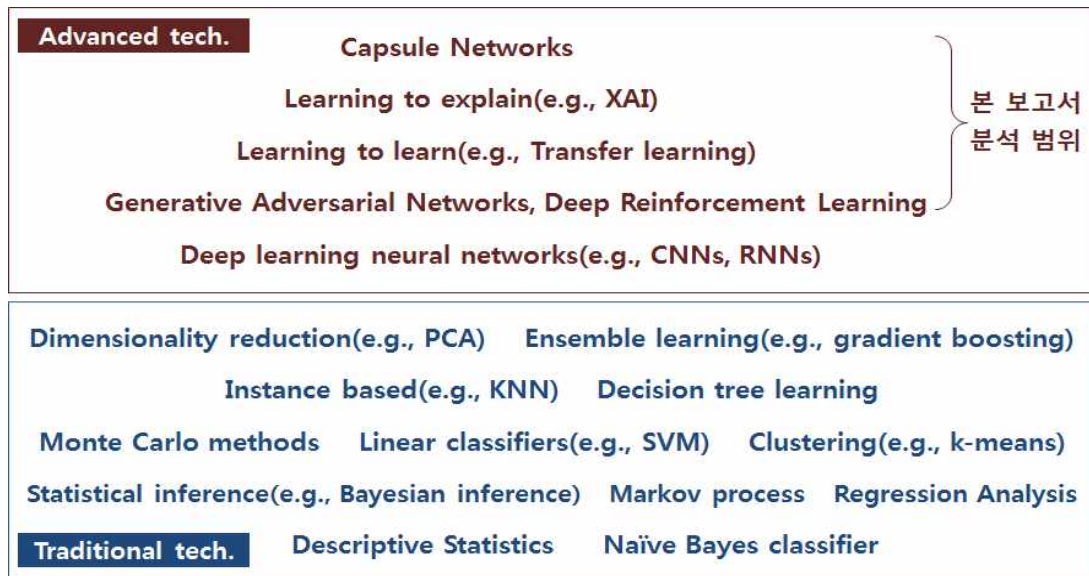 Advanced tech.
Capsule Networks
Learning to explain(e.g., XAI)
Learning to learn(e.g., Transfer learning)
Generative Adversarial Networks, Deep Reinforcement Learning
Deep learning neural networks(e.g., CNNs, RNNs)
본 보고서
분석 범위
Dimensionality reduction(e.g., PCA) Ensemble learning(e.g., gradient boosting)
Instance based(e.g., KNN) Decision tree learning
Monte Carlo methods Linear classifiers(e.g., SVM) Clustering(e.g., k-means)
Statistical inference(e.g., Bayesian inference) Markov process Regression Analysis
Traditional tech. Descriptive Statistics Naïve Bayes classifier